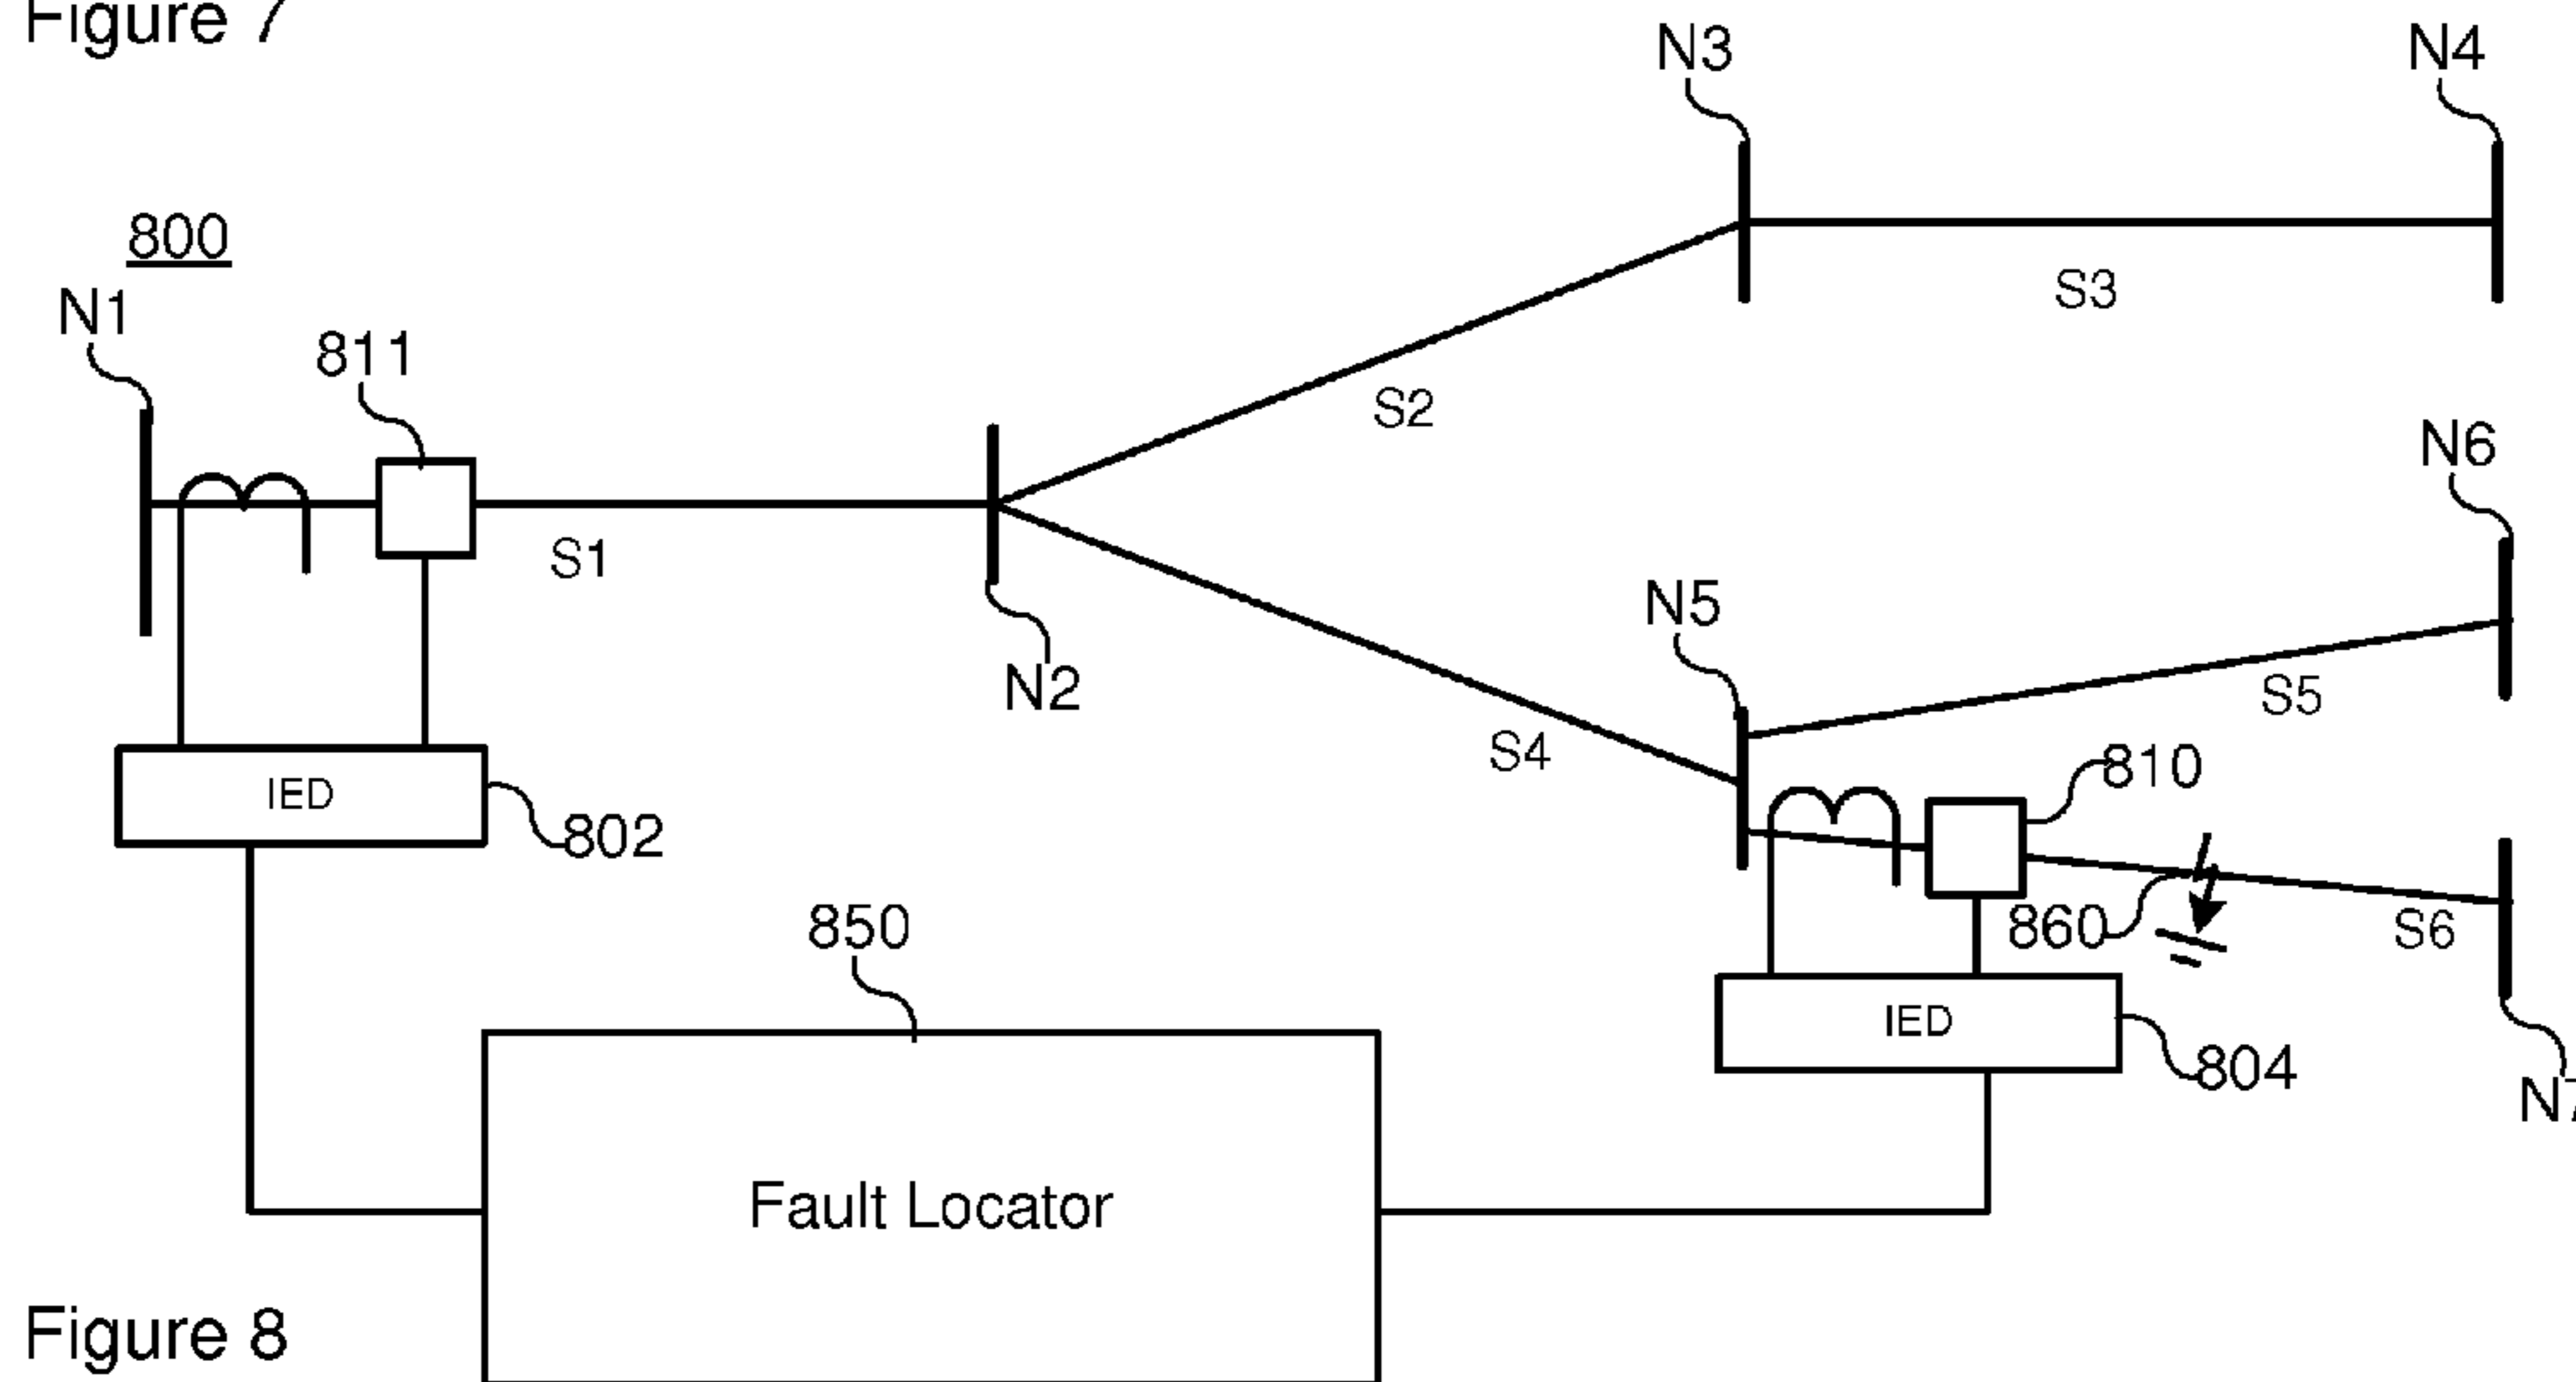 Figure 7
N3
N4
800
N1
811
S3
S2
N6
S1
N5
N2
S5
S4
810
IED
802
850
860
S6
IED
804
N7
Fault Locator
Figure 8